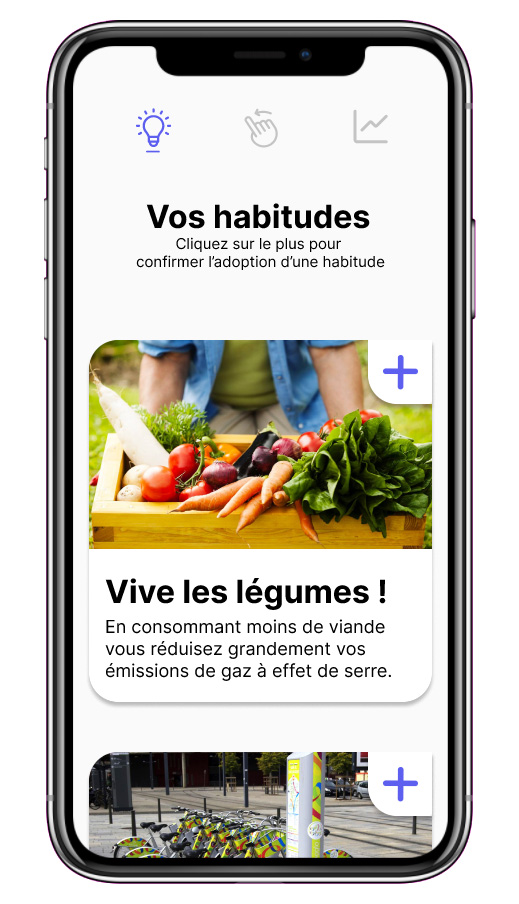 Vos habitudes
Cliquez sur le plus pour
confirmer l’adoption d’une habitude
Vive les légumes !
En consommant moins de viande
vous réduisez grandement vos
émissions de gaz à effet de serre.